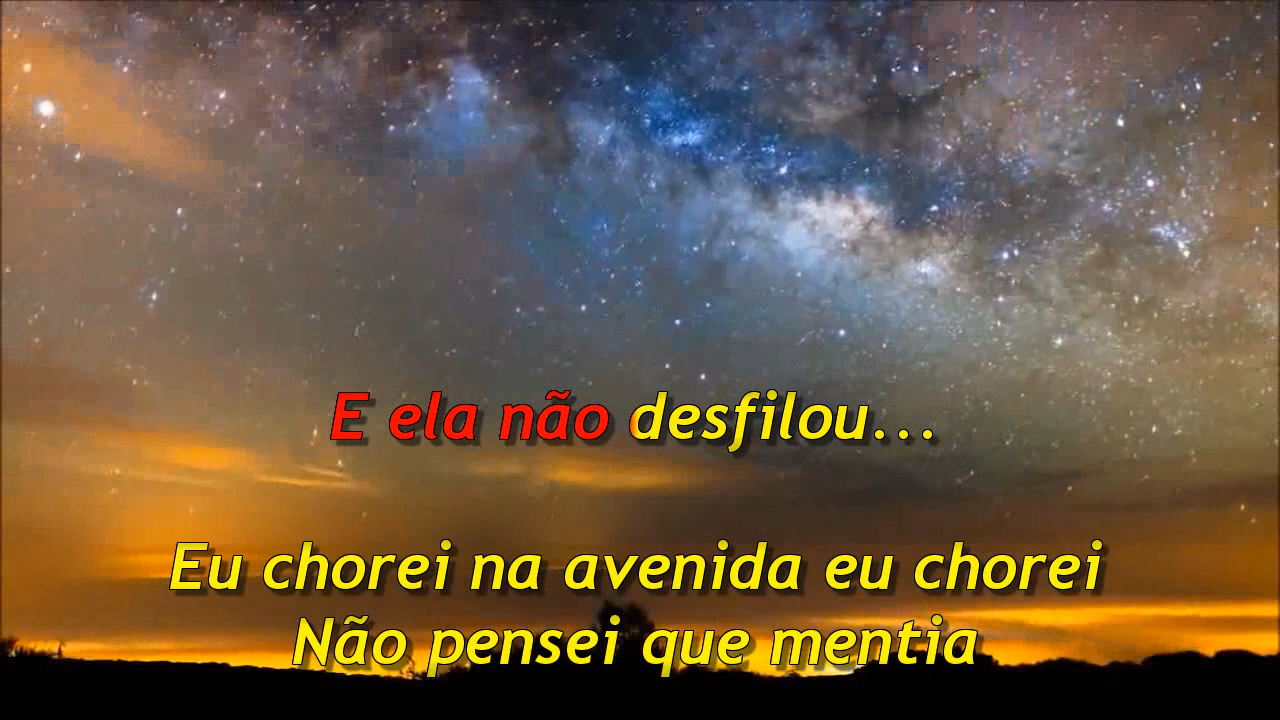 E ela não desfilou...
Eu chorei na avenida eu chorei
Não pensei que mentia